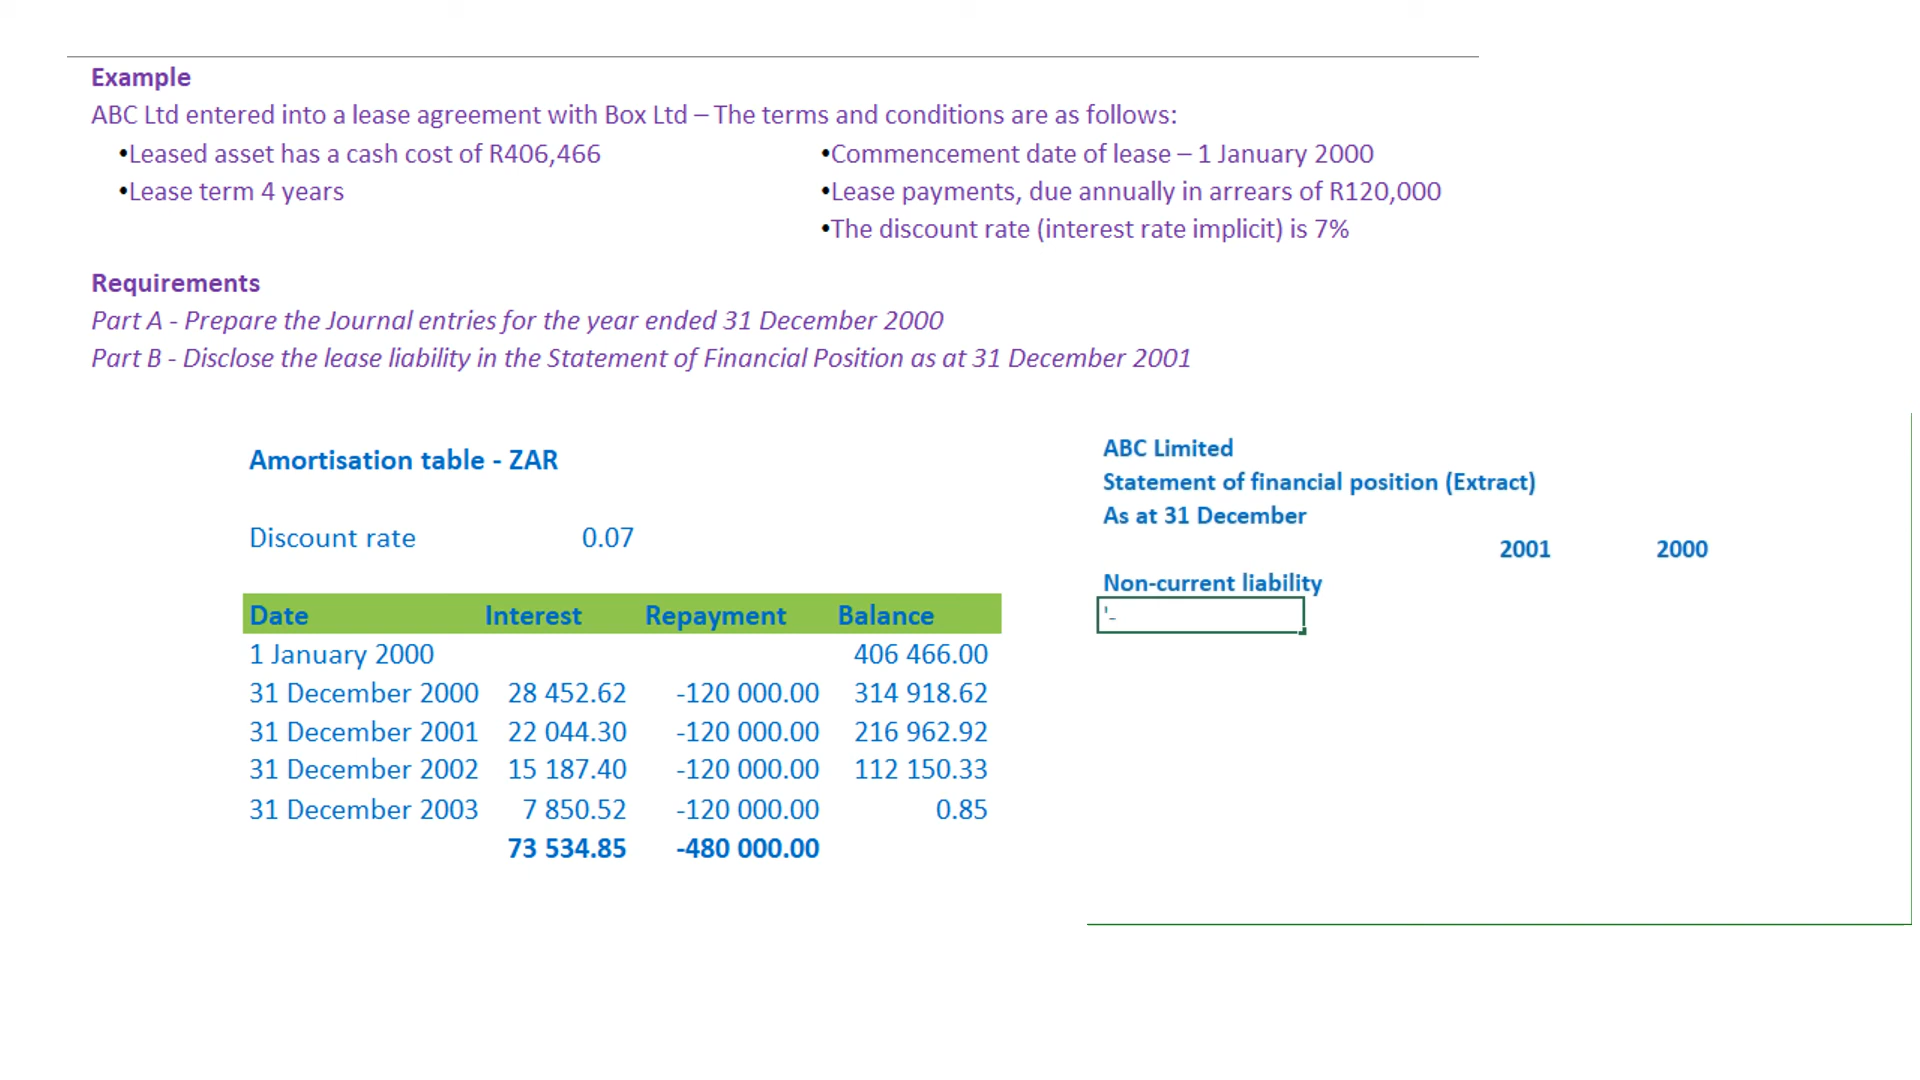 Example
ABC Ltd entered into a lease agreement with Box Ltd – The terms and conditions are as follows:
•Leased asset has a cash cost of R406,466
•Lease term 4 years
•Commencement date of lease – 1 January 2000
•Lease payments, due annually in arrears of R120,000
•The discount rate (interest rate implicit) is 7%
Requirements
Part A - Prepare the Journal entries for the year ended 31 December 2000
Part B - Disclose the lease liability in the Statement of Financial Position as at 31 December 2001
Amortisation table - ZAR
Discount rate 0.07
Date Interest Repayment Balance
1 January 2000 406 466.00
31 December 2000 28 452.62 -120 000.00 314 918.62
31 December 2001 22 044.30 -120 000.00 216 962.92
31 December 2002 15 187.40 -120 000.00 112 150.33
31 December 2003 7 850.52 -120 000.00 0.85
73 534.85 -480 000.00
ABC Limited
Statement of financial position (Extract)
As at 31 December
2001 2000
Non-current liability
'-